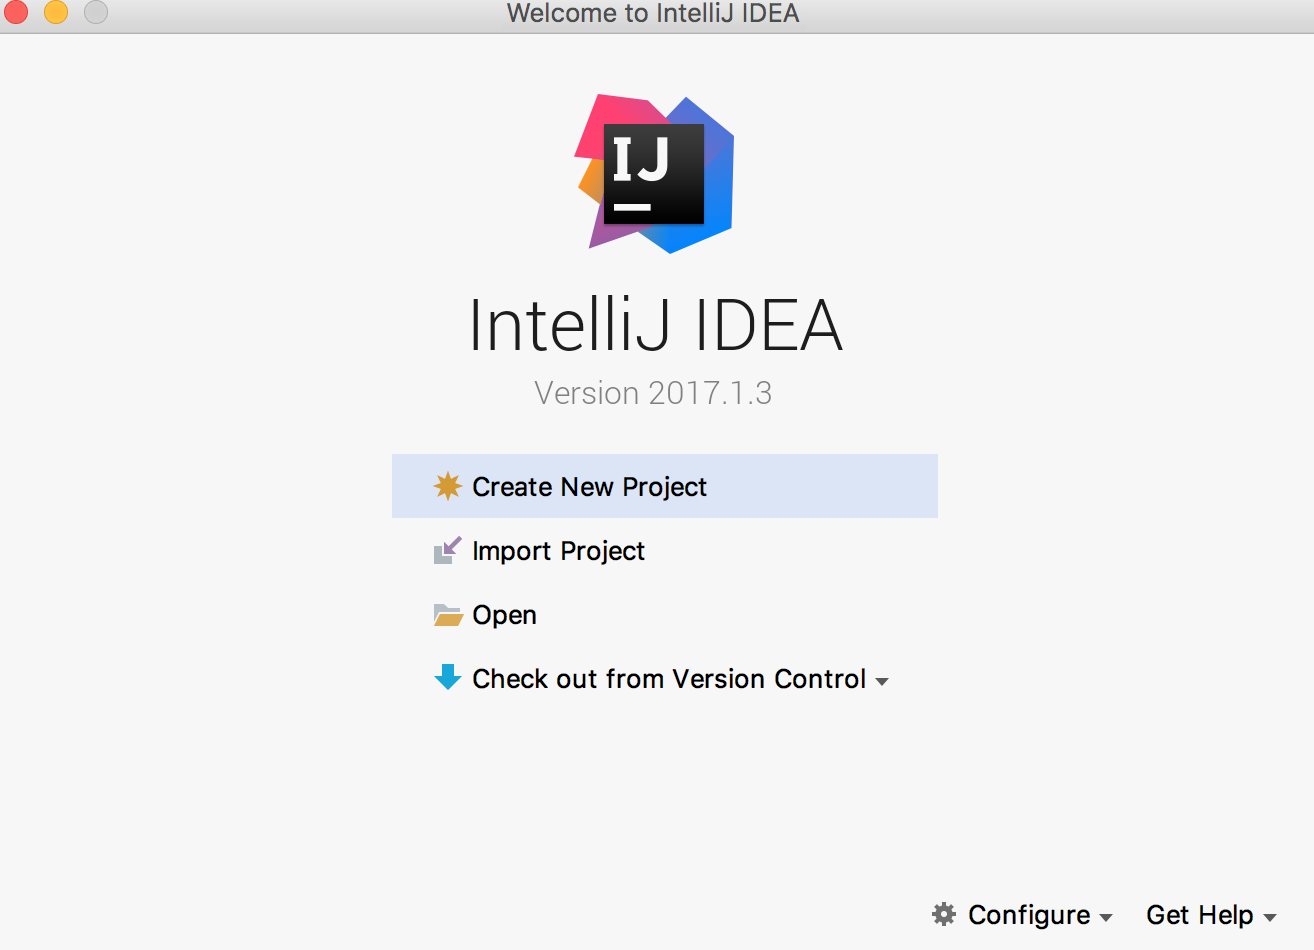 Welcome to IntelliJ IDEA
IJ
IntelliJ IDEA
Version 2017.1.3
Create New Project
Import Project
Open
Check out from Version Control
Configure Get Help